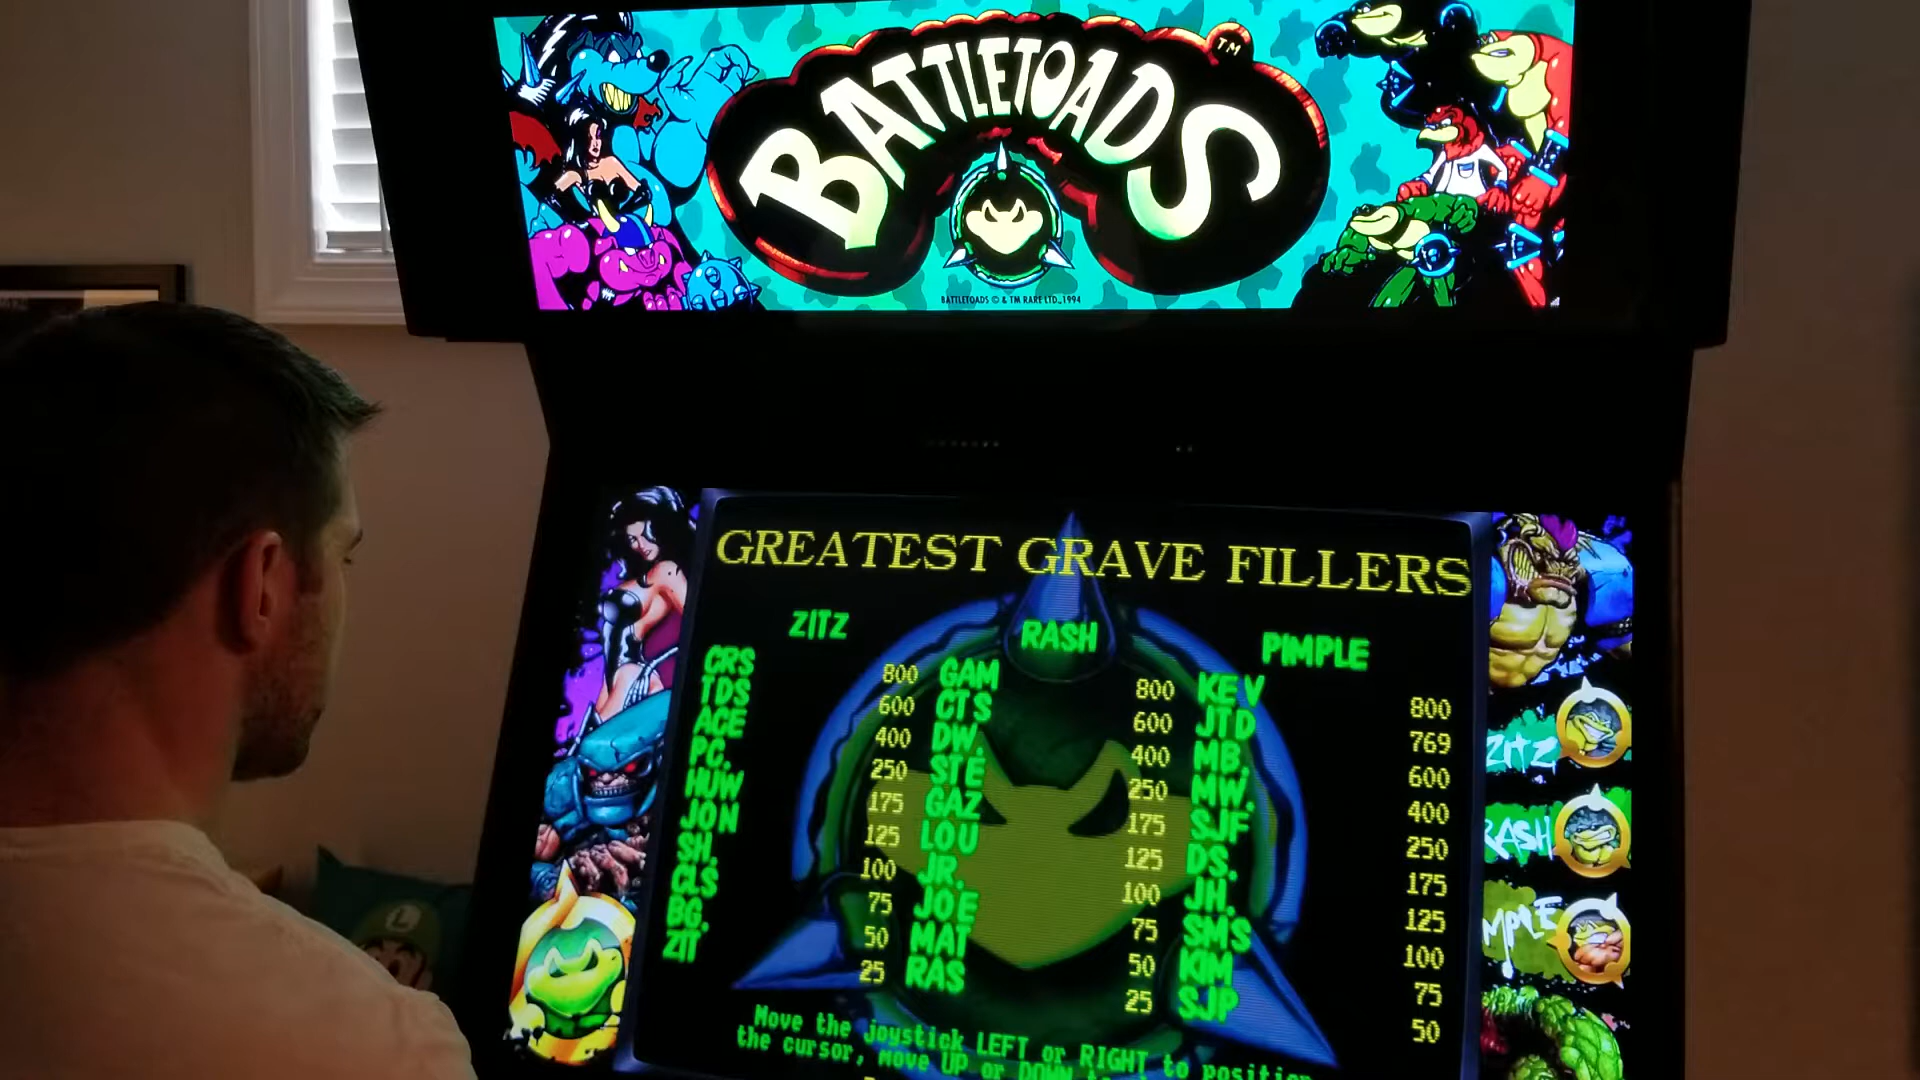 BATTLETOADS TM
BATTLETOADS © & TM RARE LTD., 1994
GREATEST GRAVE FILLERS
ZITZ RASH PIMPLE
CRS 800 GAM 800 KEV 800
TDS 600 CTS 600 JTD 769
ACE 400 DW. 400 MB. 600
PC. 250 STE 250 MW. 400
HUW 175 GAZ 175 SJF 250
JON 125 LOU 125 DS. 175
SH. 100 JR. 100 JH. 125
CLS 75 JOE 75 SMS 100
BG. 50 MAT 50 KIM 75
ZIT 25 RAS 25 SJP 50
Move the joystick LEFT or RIGHT to position
the cursor, move UP or DOWN
ZITZ
RASH
MPLE
L